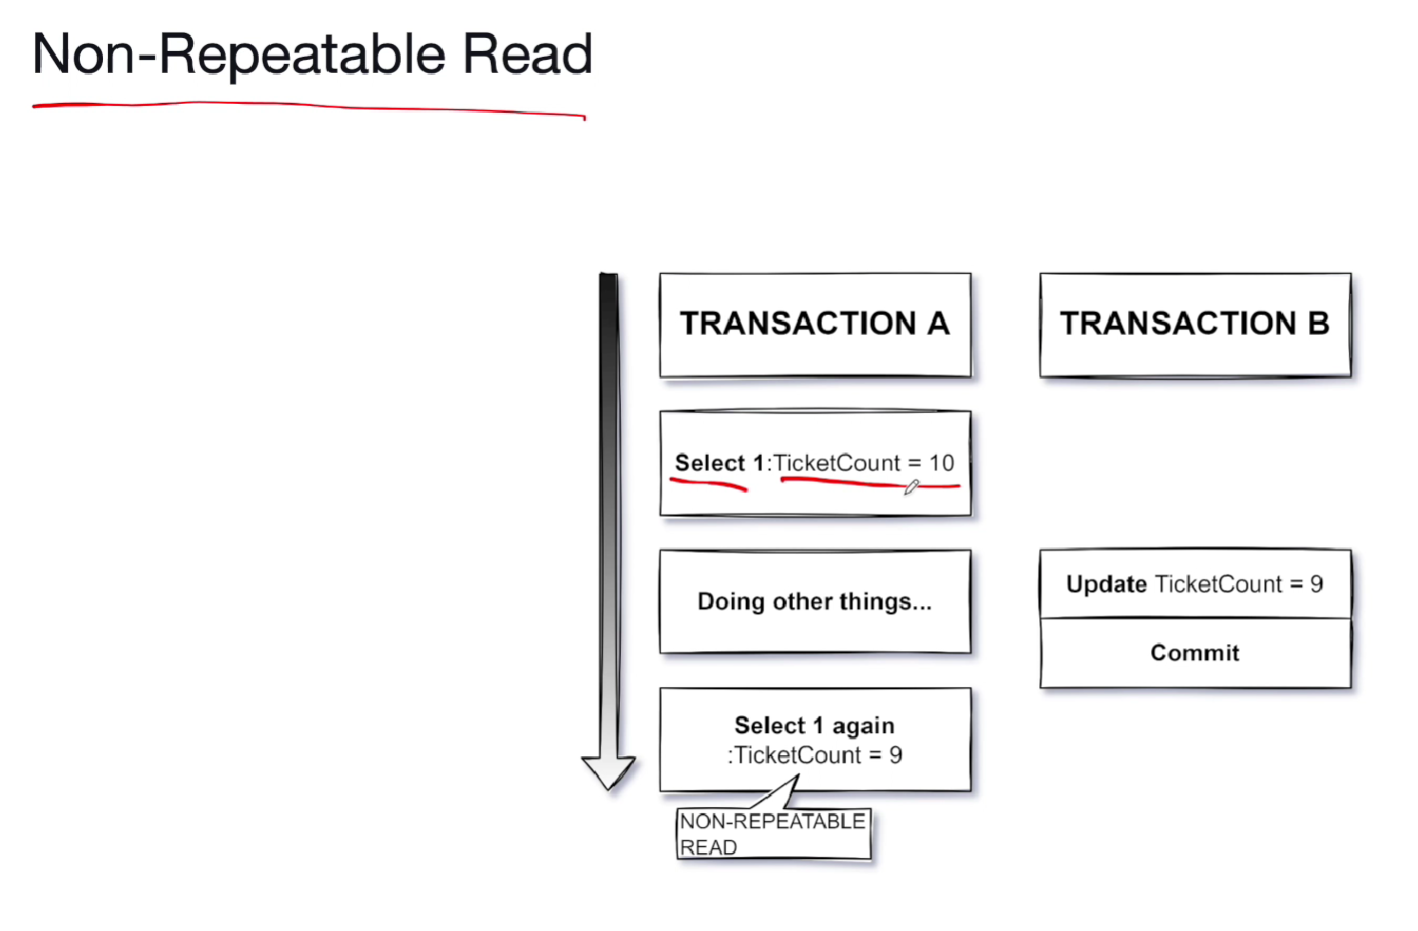 Non-Repeatable Read
TRANSACTION A
TRANSACTION B
Select 1:TicketCount = 10
Doing other things...
Update TicketCount = 9
Commit
Select 1 again
:TicketCount = 9
NON-REPEATABLE
READ